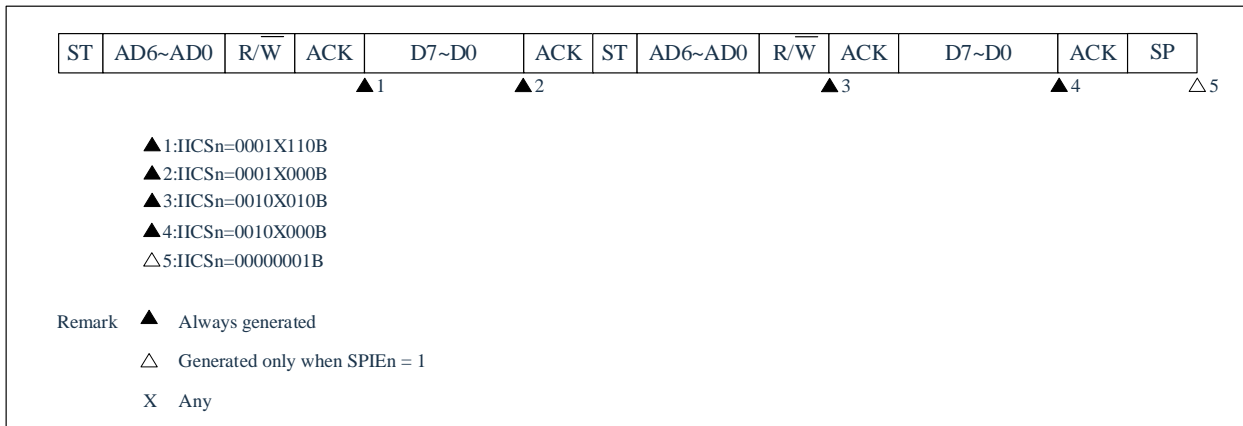 ST AD6~AD0 R/W̅ ACK D7~D0 ACK ST AD6~AD0 R/W̅ ACK D7~D0 ACK SP
▲1 ▲2 ▲3 ▲4 △5
▲1:IICSn=0001X110B
▲2:IICSn=0001X000B
▲3:IICSn=0010X010B
▲4:IICSn=0010X000B
△5:IICSn=00000001B
Remark ▲ Always generated
△ Generated only when SPIEn = 1
X Any